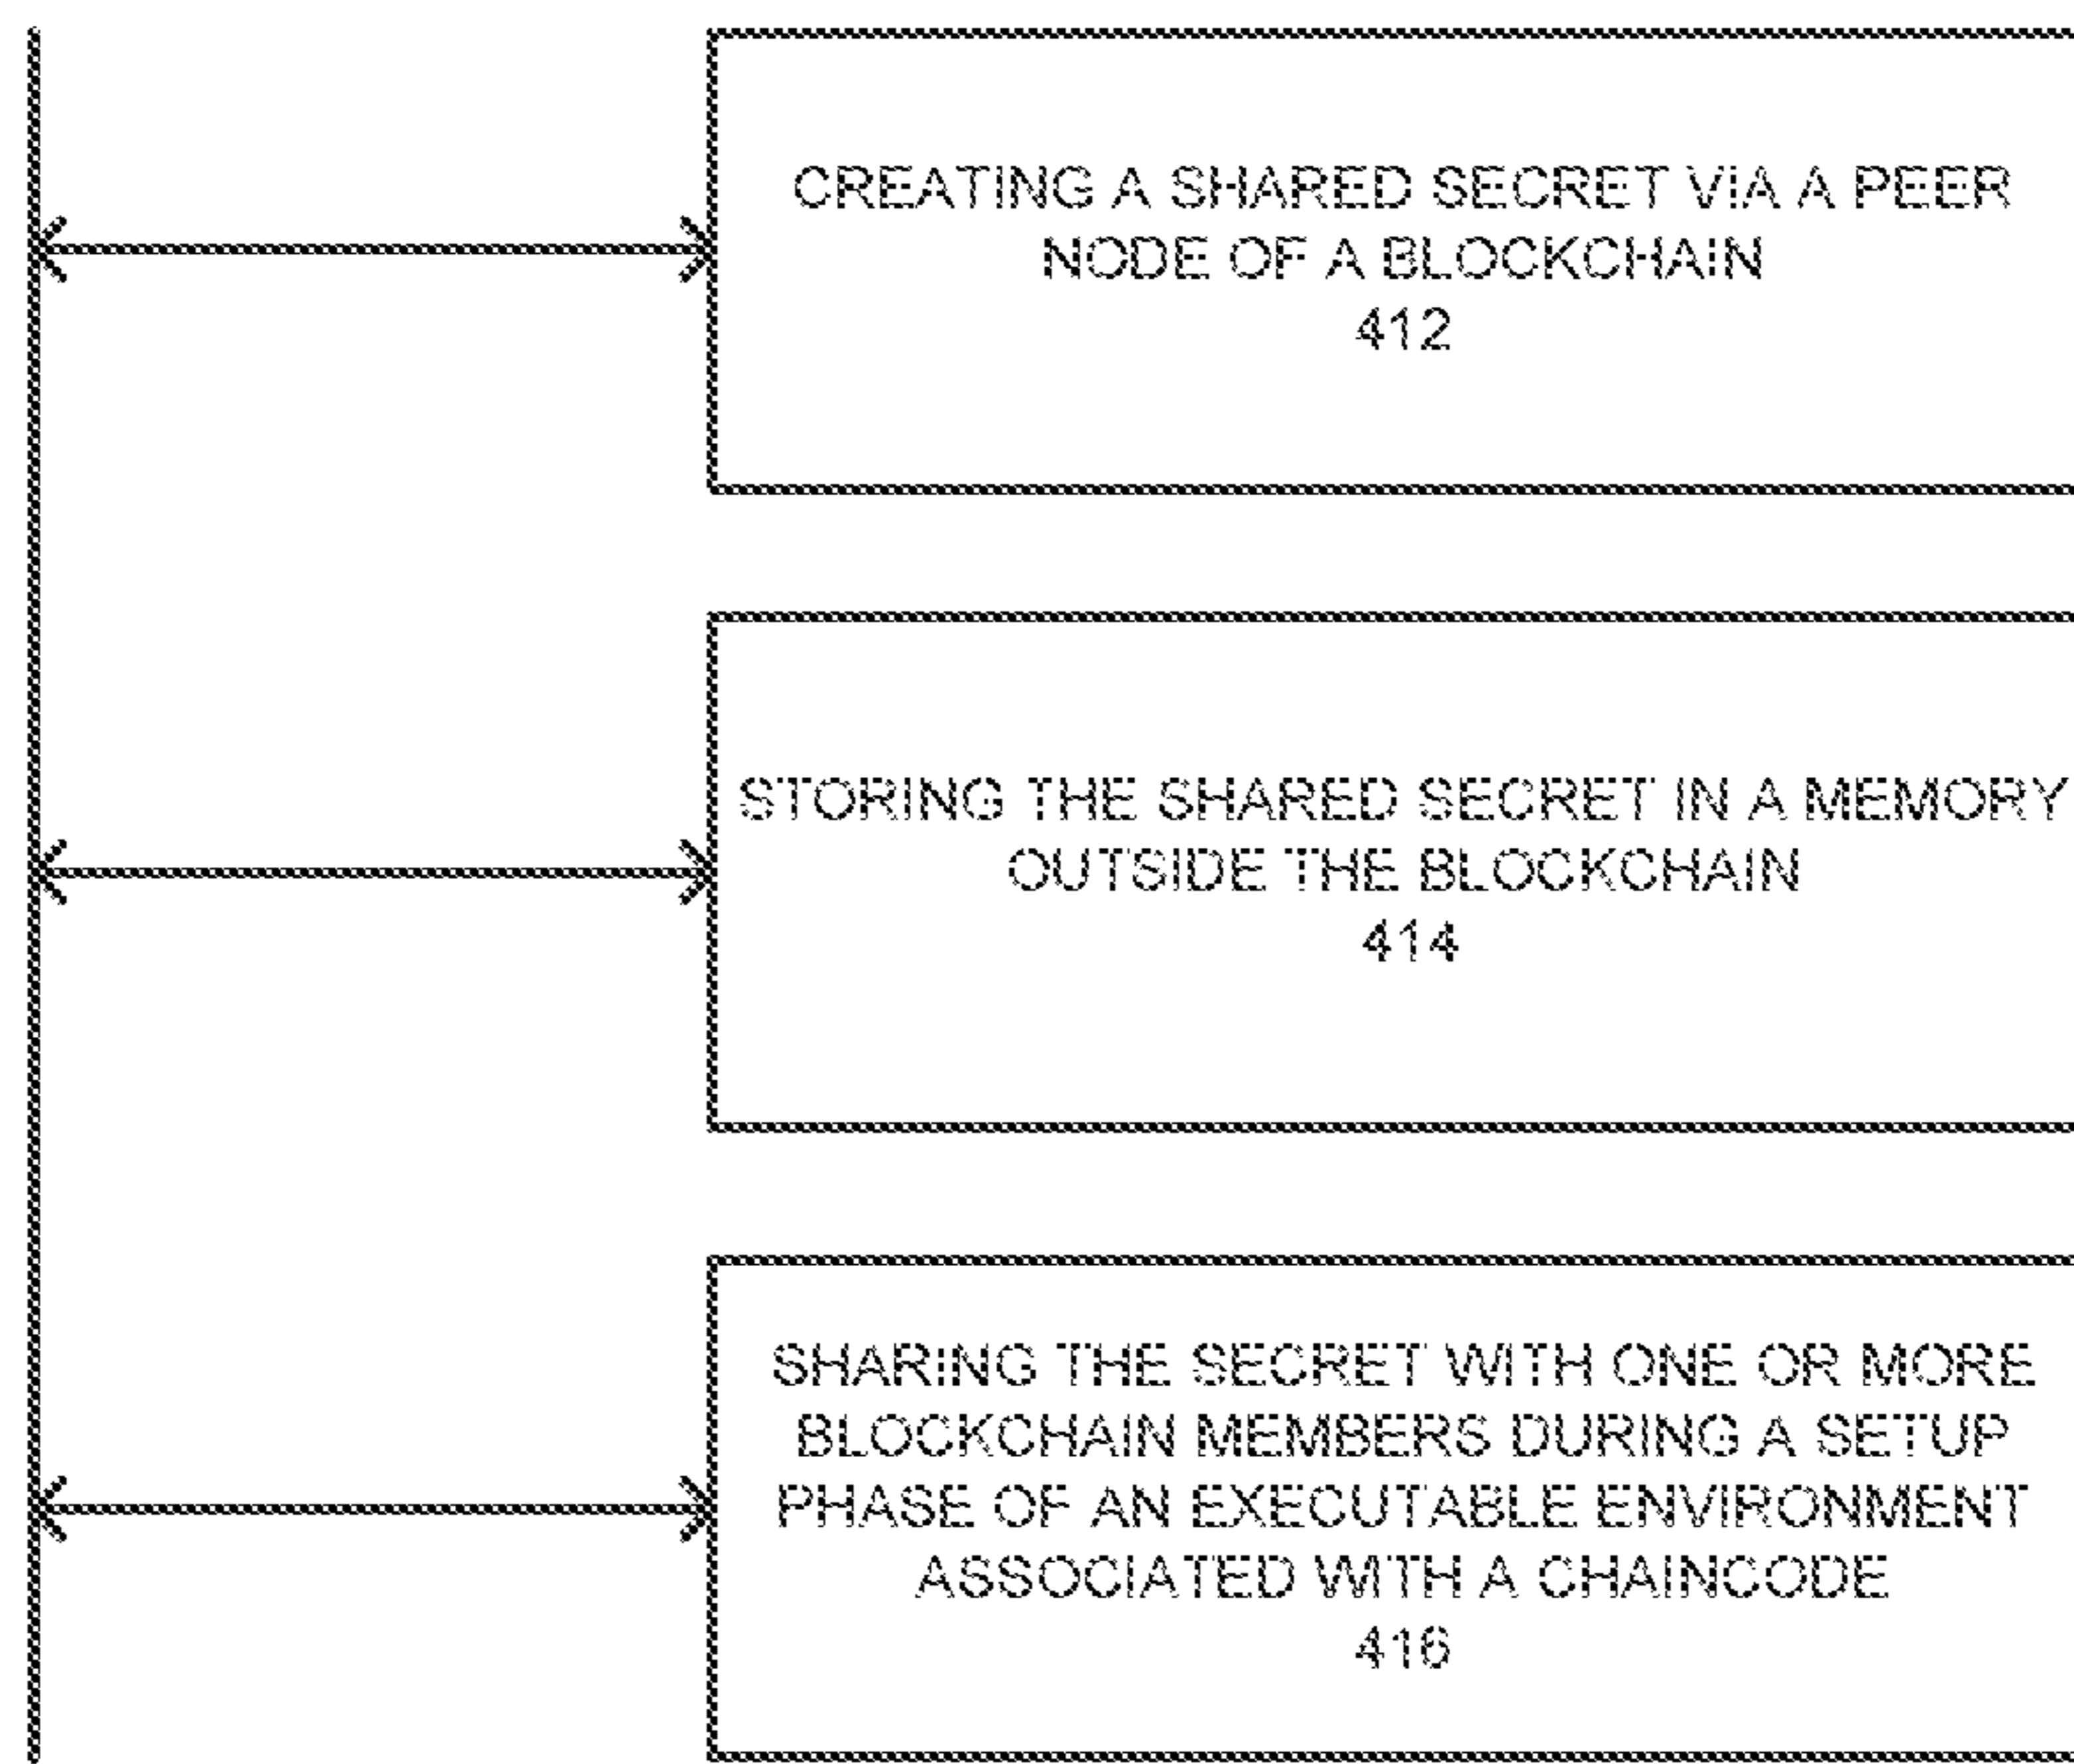 CREATING A SHARED SECRET VIA A PEER
NODE OF A BLOCKCHAIN
412
STORING THE SHARED SECRET IN A MEMORY
OUTSIDE THE BLOCKCHAIN
414
SHARING THE SECRET WITH ONE OR MORE
BLOCKCHAIN MEMBERS DURING A SETUP
PHASE OF AN EXECUTABLE ENVIRONMENT
ASSOCIATED WITH A CHAINCODE
416